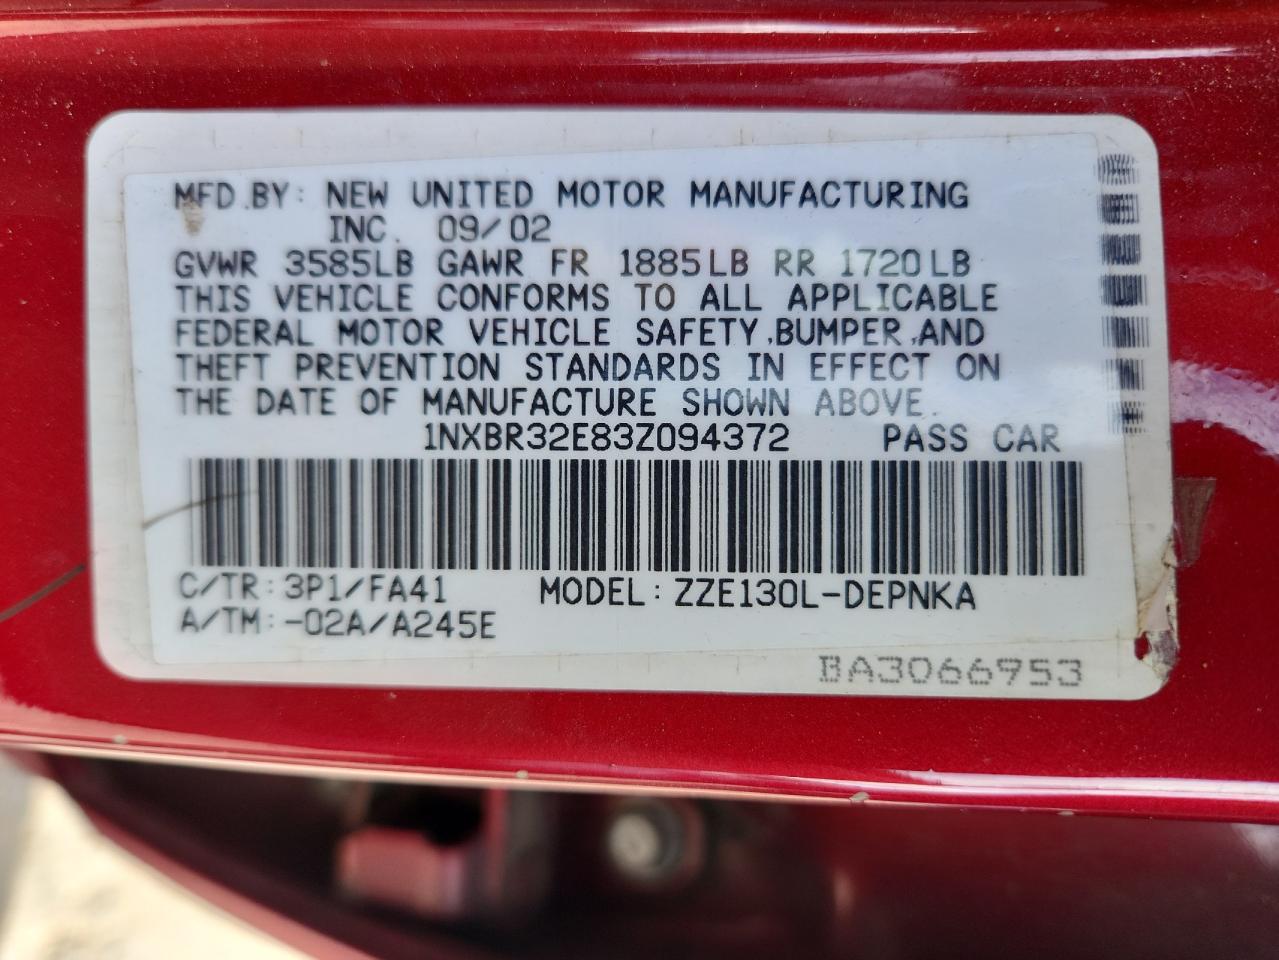 MFD.BY: NEW UNITED MOTOR MANUFACTURING
INC. 09/02
GVWR 3585LB GAWR FR 1885LB RR 1720LB
THIS VEHICLE CONFORMS TO ALL APPLICABLE
FEDERAL MOTOR VEHICLE SAFETY,BUMPER,AND
THEFT PREVENTION STANDARDS IN EFFECT ON
THE DATE OF MANUFACTURE SHOWN ABOVE.
1NXBR32E83Z094372 PASS CAR
C/TR:3P1/FA41 MODEL:ZZE130L-DEPNKA
A/TM:-02A/A245E
BA3066953